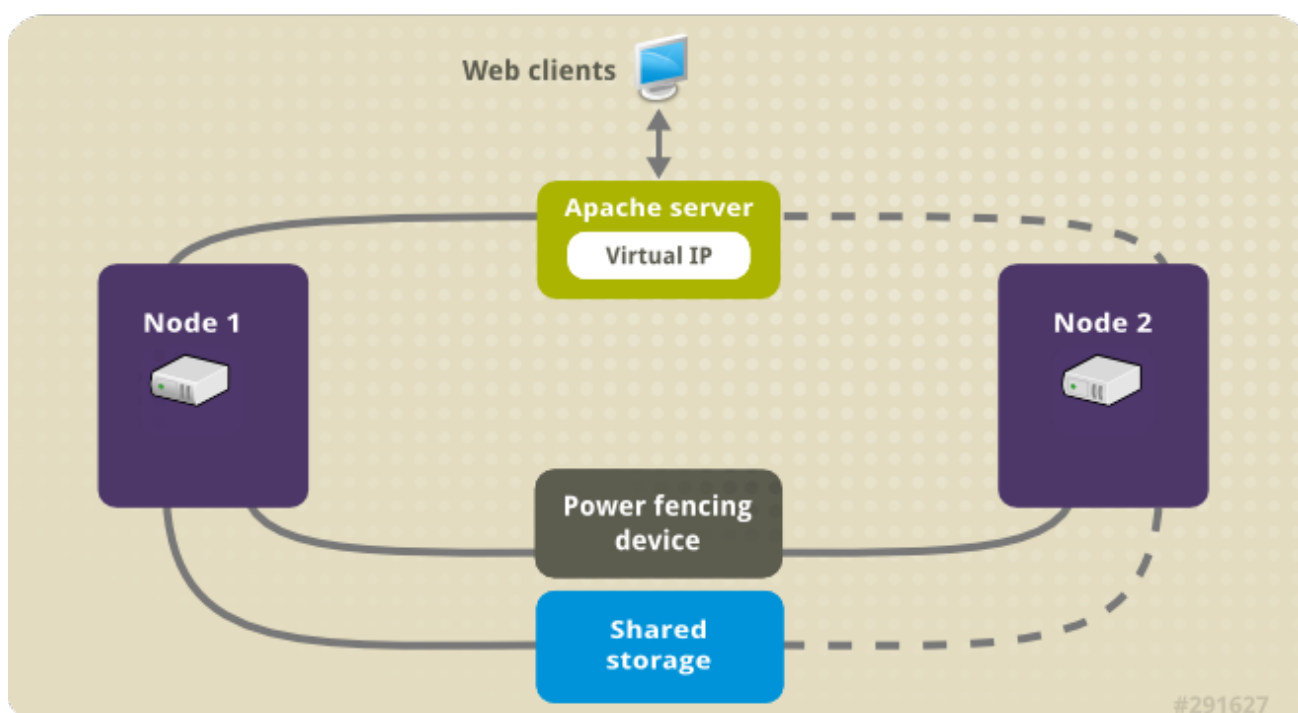 Web clients
Apache server
Virtual IP
Node 1
Node 2
Power fencing
device
Shared
storage
#291627